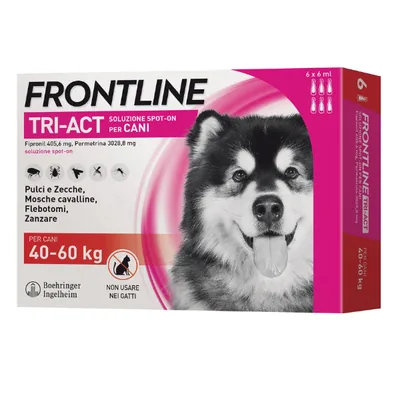 FRONTLINE
TRI-ACT
SOLUZIONE SPOT-ON
PER CANI
Fipronil 405,6 mg, Permetrina 3028,8 mg
soluzione spot-on
6 x 6 ml
Pulci e Zecche,
Mosche cavalline,
Flebotomi,
Zanzare
PER CANI
40-60 kg
NON USARE
NEI GATTI
Boehringer
Ingelheim
6
FRONTLINE
TRI-ACT
PER CANI
40-60 kg